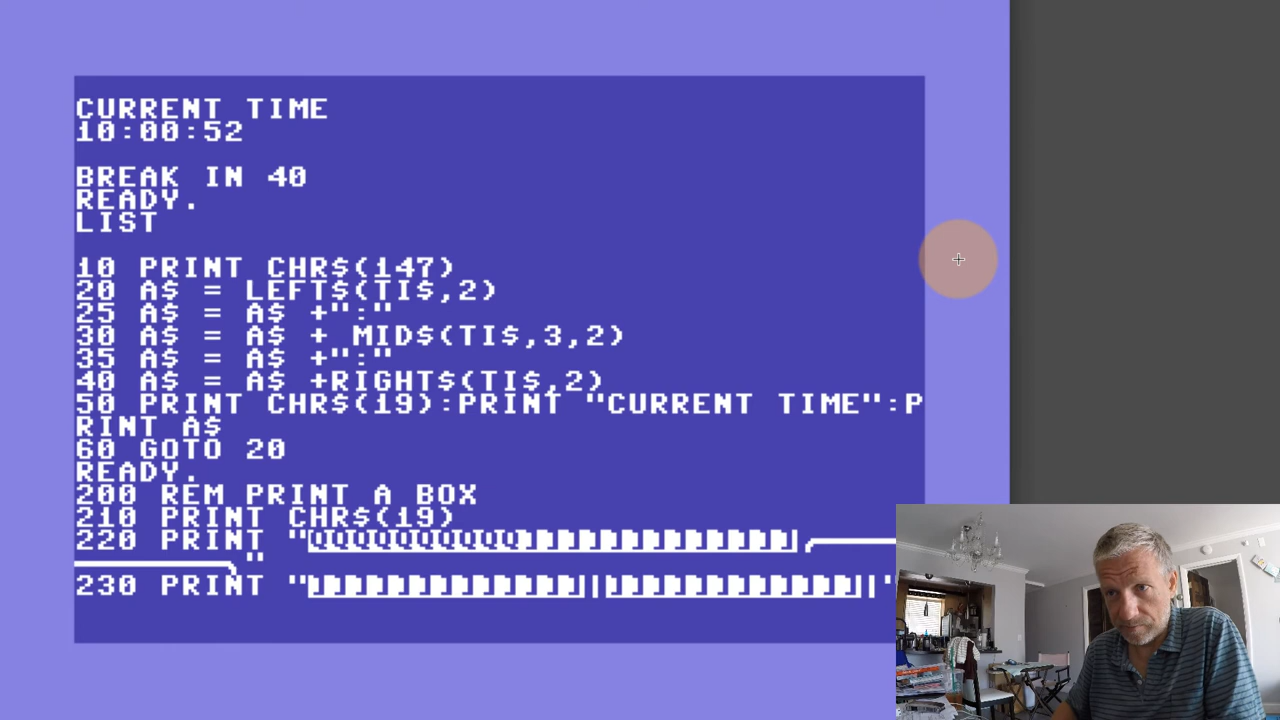 CURRENT TIME
10:00:52
BREAK IN 40
READY.
LIST
10 PRINT CHR$(147)
20 A$ = LEFT$(TI$,2)
25 A$ = A$ +":"
30 A$ = A$ + MID$(TI$,3,2)
35 A$ = A$ +":"
40 A$ = A$ +RIGHT$(TI$,2)
50 PRINT CHR$(19):PRINT "CURRENT TIME":P
RINT A$
60 GOTO 20
READY.
200 REM PRINT A BOX
210 PRINT CHR$(19)
220 PRINT "QQQQQQQQQQ]]]]]]]]]]]]]
"
230 PRINT "]]]]]]]]]]]]]||]]]]]]]]]]]]||"